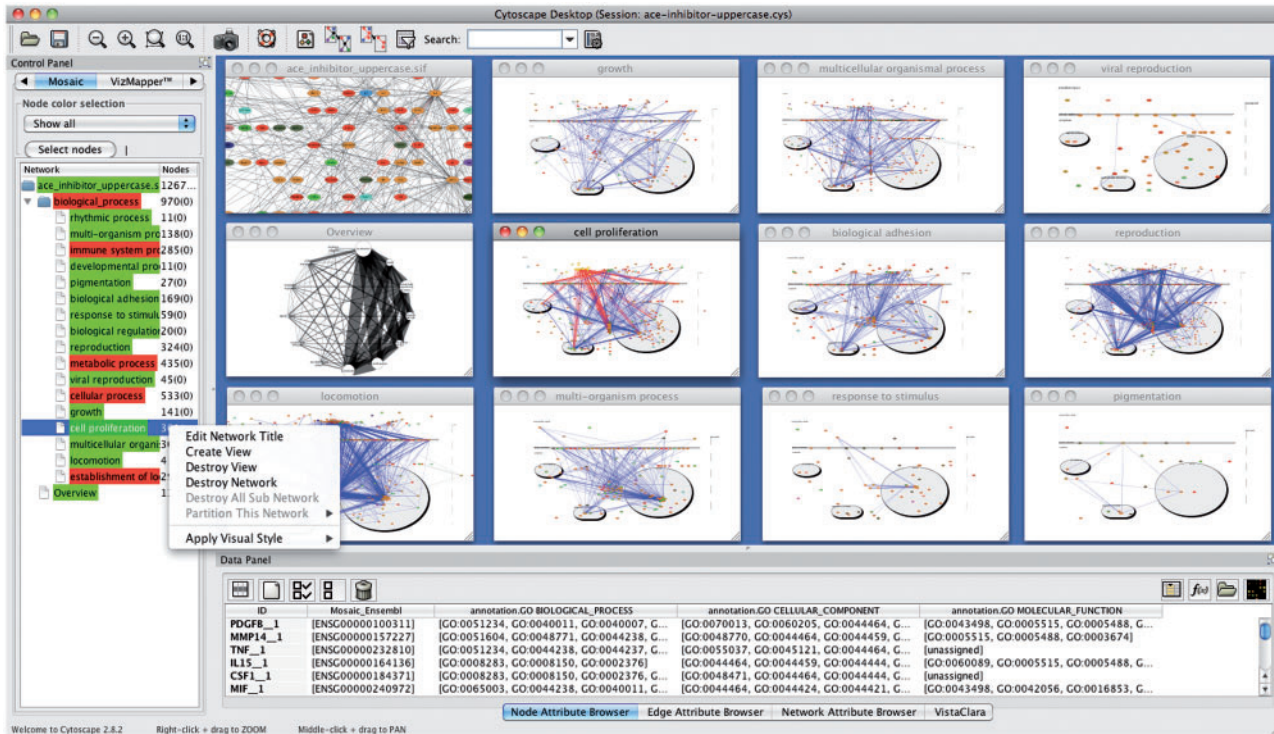 Cytoscape Desktop (Session: ace-inhibitor-uppercase.cys)
Search:
Control Panel
Mosaic VizMapper™
Node color selection
Show all
Select nodes
Network Nodes
ace_inhibitor_uppercase.s 1267...
biological_process 970(0)
rhythmic process 11(0)
multi-organism pro 138(0)
immune system pro 285(0)
developmental pro 11(0)
pigmentation 27(0)
biological adhesion 169(0)
response to stimulu 59(0)
biological regulation 20(0)
reproduction 324(0)
metabolic process 435(0)
viral reproduction 45(0)
cellular process 533(0)
growth 141(0)
cell proliferation
multicellular organi
locomotion
establishment of lo
Overview
Edit Network Title
Create View
Destroy View
Destroy Network
Destroy All Sub Network
Partition This Network
Apply Visual Style
ace_inhibitor_uppercase.sif
growth
multicellular organismal process
viral reproduction
Overview
cell proliferation
biological adhesion
reproduction
locomotion
multi-organism process
response to stimulus
pigmentation
Data Panel
f(x)
ID Mosaic_Ensembl annotation.GO BIOLOGICAL_PROCESS annotation.GO CELLULAR_COMPONENT annotation.GO MOLECULAR_FUNCTION
PDGFB__1 [ENSG00000100311] [GO:0051234, GO:0040011, GO:0040007, G... [GO:0070013, GO:0060205, GO:0044464, G... [GO:0043498, GO:0005515, GO:0005488, G...
MMP14__1 [ENSG00000157227] [GO:0051604, GO:0048771, GO:0044238, G... [GO:0048770, GO:0044464, GO:0044459, G... [GO:0005515, GO:0005488, GO:0003674]
TNF__1 [ENSG00000232810] [GO:0051234, GO:0044238, GO:0044237, G... [GO:0055037, GO:0045121, GO:0044464, G... [unassigned]
IL15__1 [ENSG00000164136] [GO:0008283, GO:0008150, GO:0002376] [GO:0044464, GO:0044459, GO:0044444, G... [GO:0060089, GO:0005515, GO:0005488, G...
CSF1__1 [ENSG00000184371] [GO:0008283, GO:0008150, GO:0002376, G... [GO:0048471, GO:0044464, GO:0044444, G... [unassigned]
MIF__1 [ENSG00000240972] [GO:0065003, GO:0044238, GO:0040011, G... [GO:0044464, GO:0044424, GO:0044421, G... [GO:0043498, GO:0042056, GO:0016853, G...
Node Attribute Browser Edge Attribute Browser Network Attribute Browser VistaClara
Welcome to Cytoscape 2.8.2 Right-click + drag to ZOOM Middle-click + drag to PAN